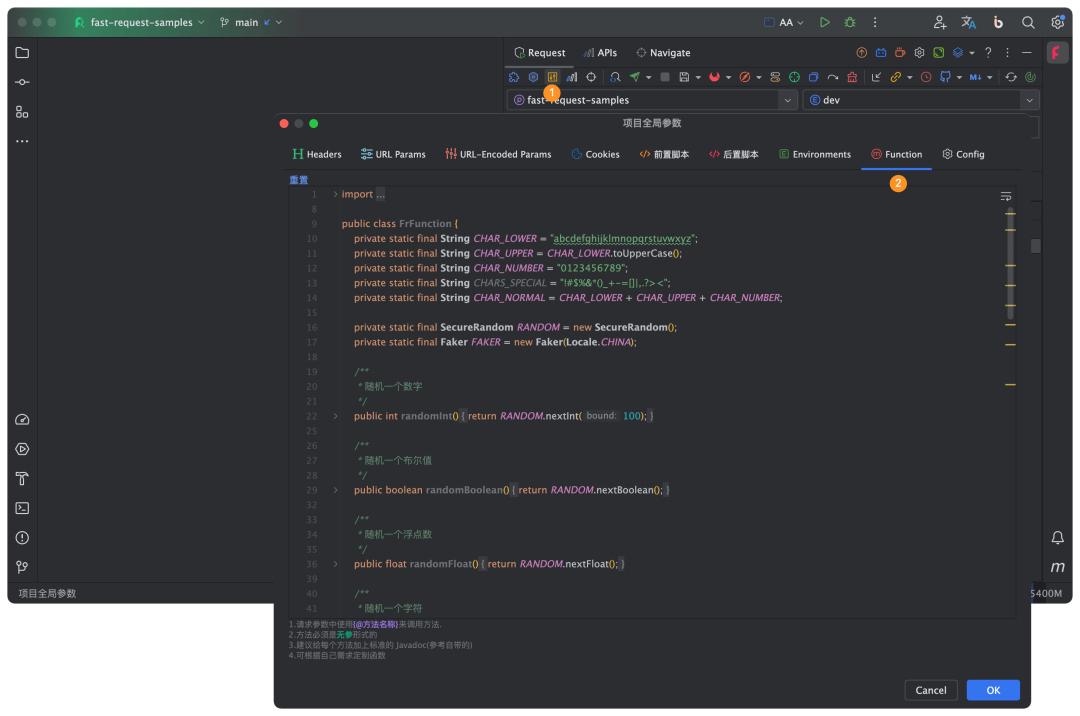 fast-request-samples
main
AA
Request
APIs
Navigate
M↓
1
fast-request-samples
dev
项目全局参数
Headers
URL Params
URL-Encoded Params
Cookies
前置脚本
后置脚本
Environments
Function
Config
2
重置
1 import ...
8
9 public class FrFunction {
10 private static final String CHAR_LOWER = "abcdefghijklmnopqrstuvwxyz";
11 private static final String CHAR_UPPER = CHAR_LOWER.toUpperCase();
12 private static final String CHAR_NUMBER = "0123456789";
13 private static final String CHARS_SPECIAL = "!#$%&*()_+-=[]|,.?><";
14 private static final String CHAR_NORMAL = CHAR_LOWER + CHAR_UPPER + CHAR_NUMBER;
15
16 private static final SecureRandom RANDOM = new SecureRandom();
17 private static final Faker FAKER = new Faker(Locale.CHINA);
18
19 /**
20 * 随机一个数字
21 */
22 public int randomInt() { return RANDOM.nextInt( bound: 100); }
25
26 /**
27 * 随机一个布尔值
28 */
29 public boolean randomBoolean() { return RANDOM.nextBoolean(); }
32
33 /**
34 * 随机一个浮点数
35 */
36 public float randomFloat() { return RANDOM.nextFloat(); }
39
40 /**
41 * 随机一个字符
1.请求参数中使用{@方法名称}来调用方法.
2.方法必须是无参形式的
3.建议给每个方法加上标准的 Javadoc(参考自带的)
4.可根据自己需求定制函数
Cancel
OK
项目全局参数
5400M
m